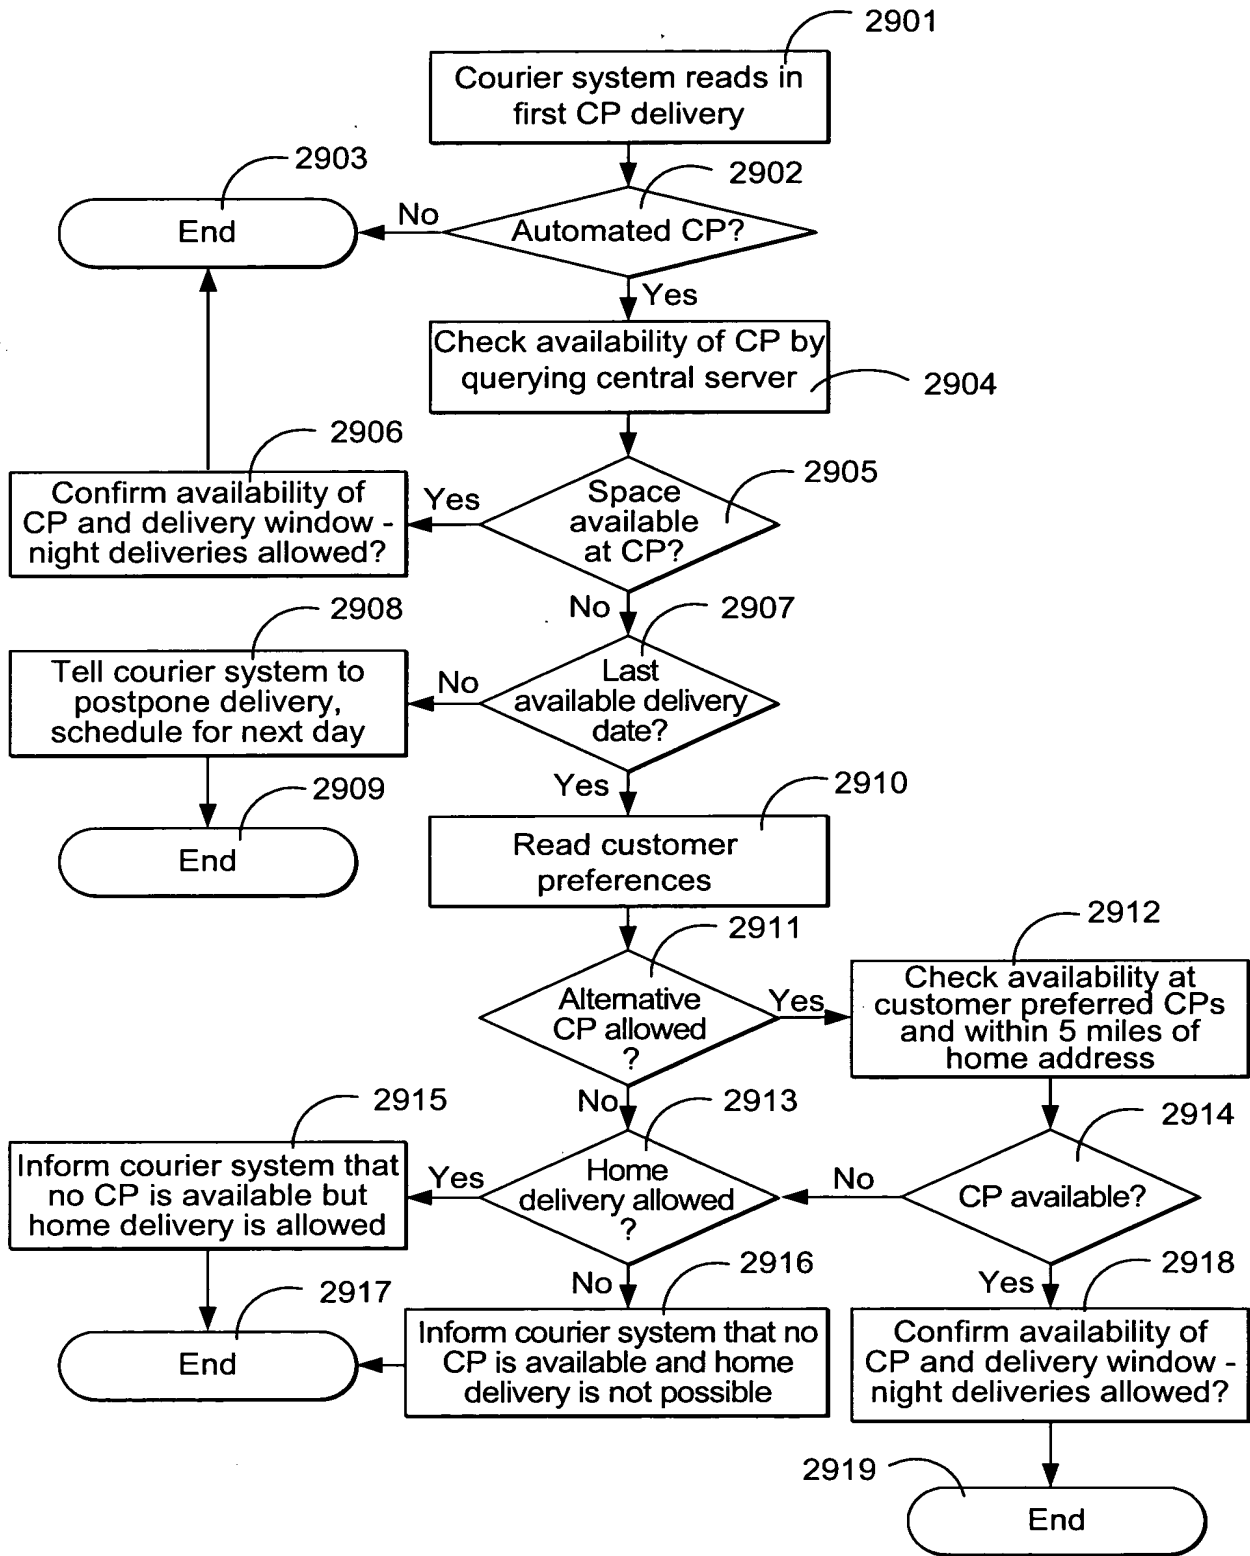 2901
Courier system reads in
first CP delivery
2903
2902
End
No
Automated CP?
Yes
Check availability of CP by
querying central server
2904
2906
2905
Confirm availability of
CP and delivery window -
night deliveries allowed?
Yes
Space
available
at CP?
No
2908
2907
Tell courier system to
postpone delivery,
schedule for next day
No
Last
available delivery
date?
Yes
2909
2910
End
Read customer
preferences
2911
2912
Alternative
CP allowed
?
Yes
Check availability at
customer preferred CPs
and within 5 miles of
home address
No
2915
2913
2914
Inform courier system that
no CP is available but
home delivery is allowed
Yes
Home
delivery allowed
?
No
CP available?
No
2916
Yes
2918
2917
End
Inform courier system that no
CP is available and home
delivery is not possible
Confirm availability of
CP and delivery window -
night deliveries allowed?
2919
End